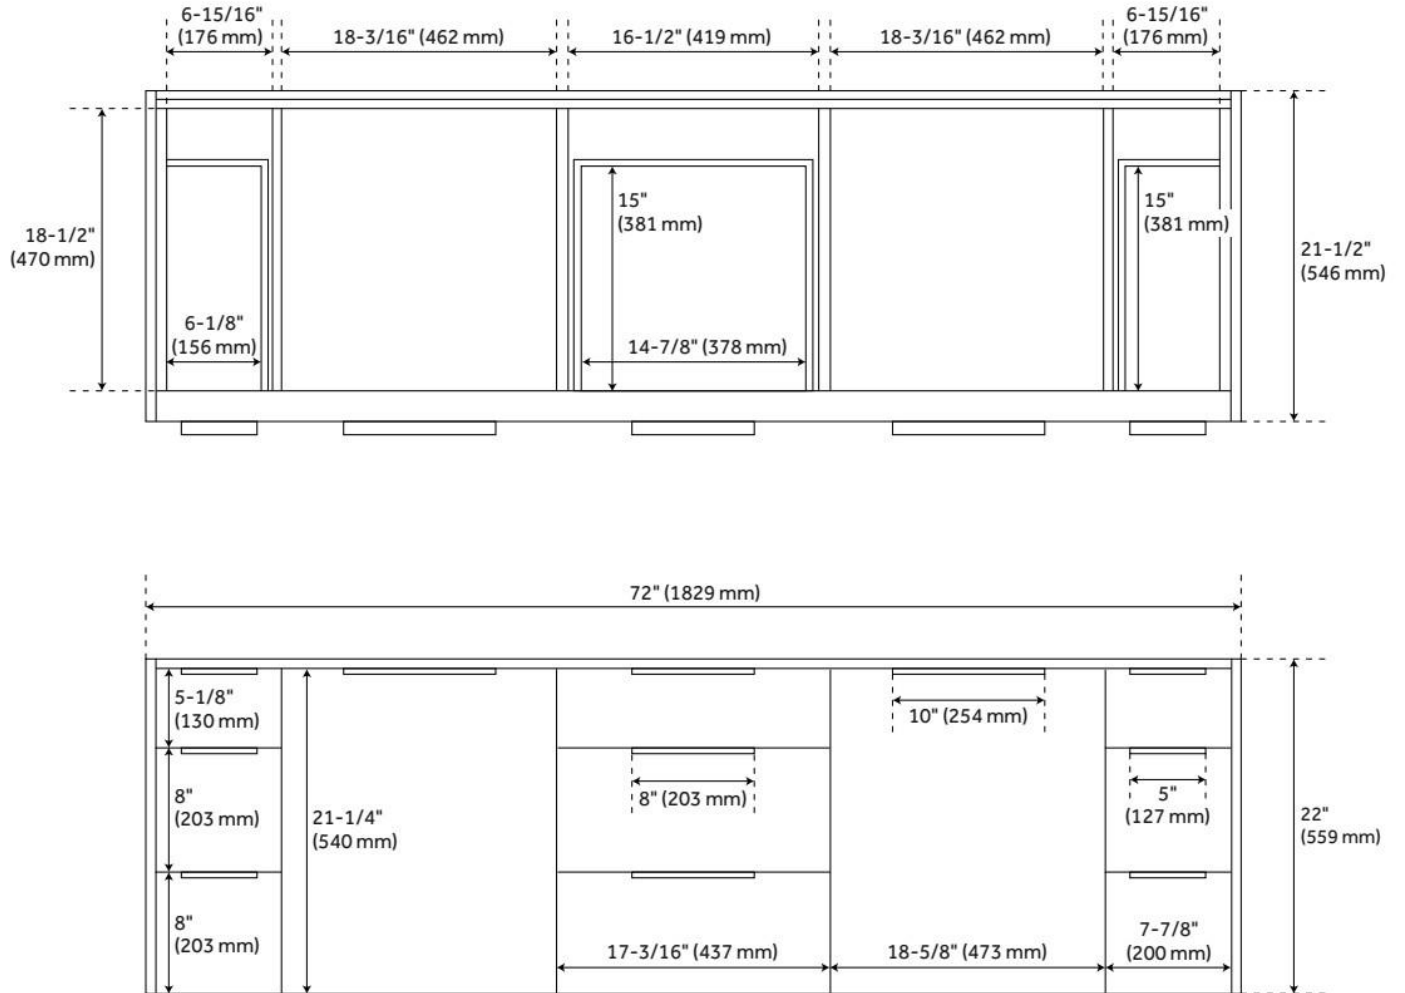 6-15/16"
(176 mm)
18-3/16" (462 mm)
16-1/2" (419 mm)
18-3/16" (462 mm)
6-15/16"
(176 mm)
18-1/2"
(470 mm)
15"
(381 mm)
15"
(381 mm)
21-1/2"
(546 mm)
6-1/8"
(156 mm)
14-7/8" (378 mm)
72" (1829 mm)
5-1/8"
(130 mm)
10" (254 mm)
8"
(203 mm)
21-1/4"
(540 mm)
8" (203 mm)
5"
(127 mm)
22"
(559 mm)
8"
(203 mm)
17-3/16" (437 mm)
18-5/8" (473 mm)
7-7/8"
(200 mm)